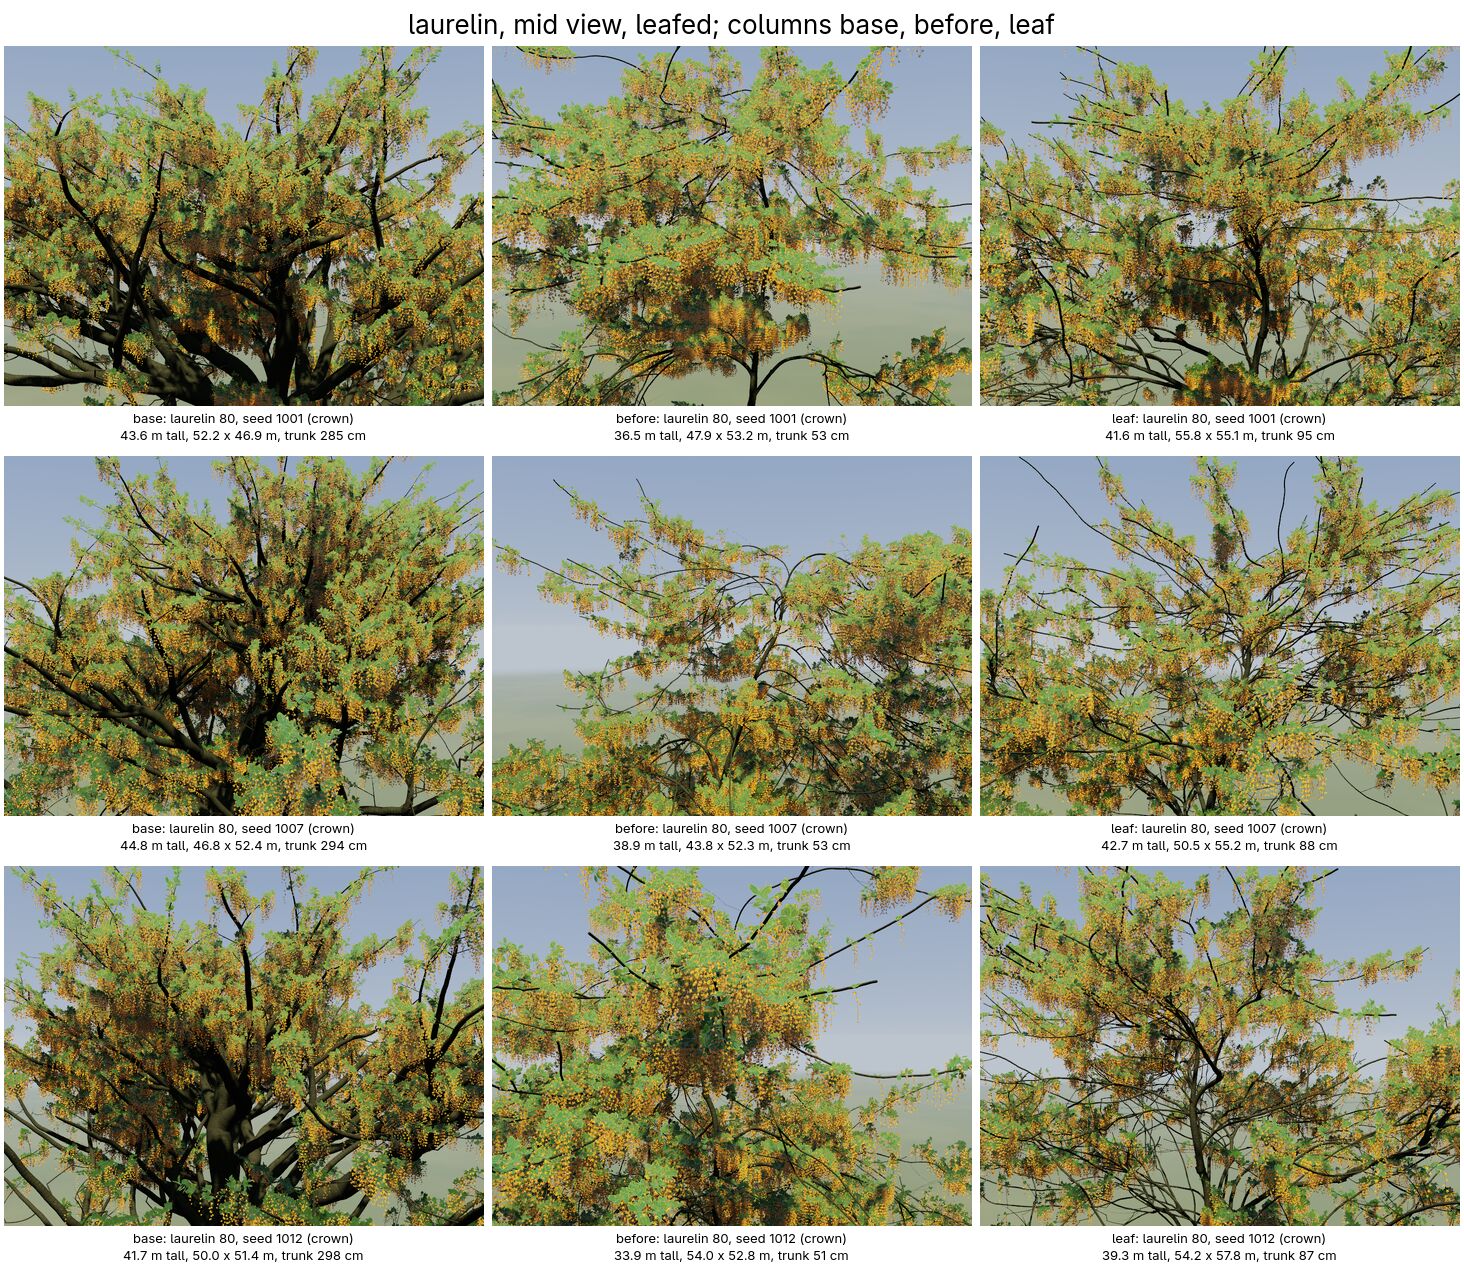 laurelin, mid view, leafed; columns base, before, leaf
base: laurelin 80, seed 1001 (crown)
43.6 m tall, 52.2 x 46.9 m, trunk 285 cm
before: laurelin 80, seed 1001 (crown)
36.5 m tall, 47.9 x 53.2 m, trunk 53 cm
leaf: laurelin 80, seed 1001 (crown)
41.6 m tall, 55.8 x 55.1 m, trunk 95 cm
base: laurelin 80, seed 1007 (crown)
44.8 m tall, 46.8 x 52.4 m, trunk 294 cm
before: laurelin 80, seed 1007 (crown)
38.9 m tall, 43.8 x 52.3 m, trunk 53 cm
leaf: laurelin 80, seed 1007 (crown)
42.7 m tall, 50.5 x 55.2 m, trunk 88 cm
base: laurelin 80, seed 1012 (crown)
41.7 m tall, 50.0 x 51.4 m, trunk 298 cm
before: laurelin 80, seed 1012 (crown)
33.9 m tall, 54.0 x 52.8 m, trunk 51 cm
leaf: laurelin 80, seed 1012 (crown)
39.3 m tall, 54.2 x 57.8 m, trunk 87 cm